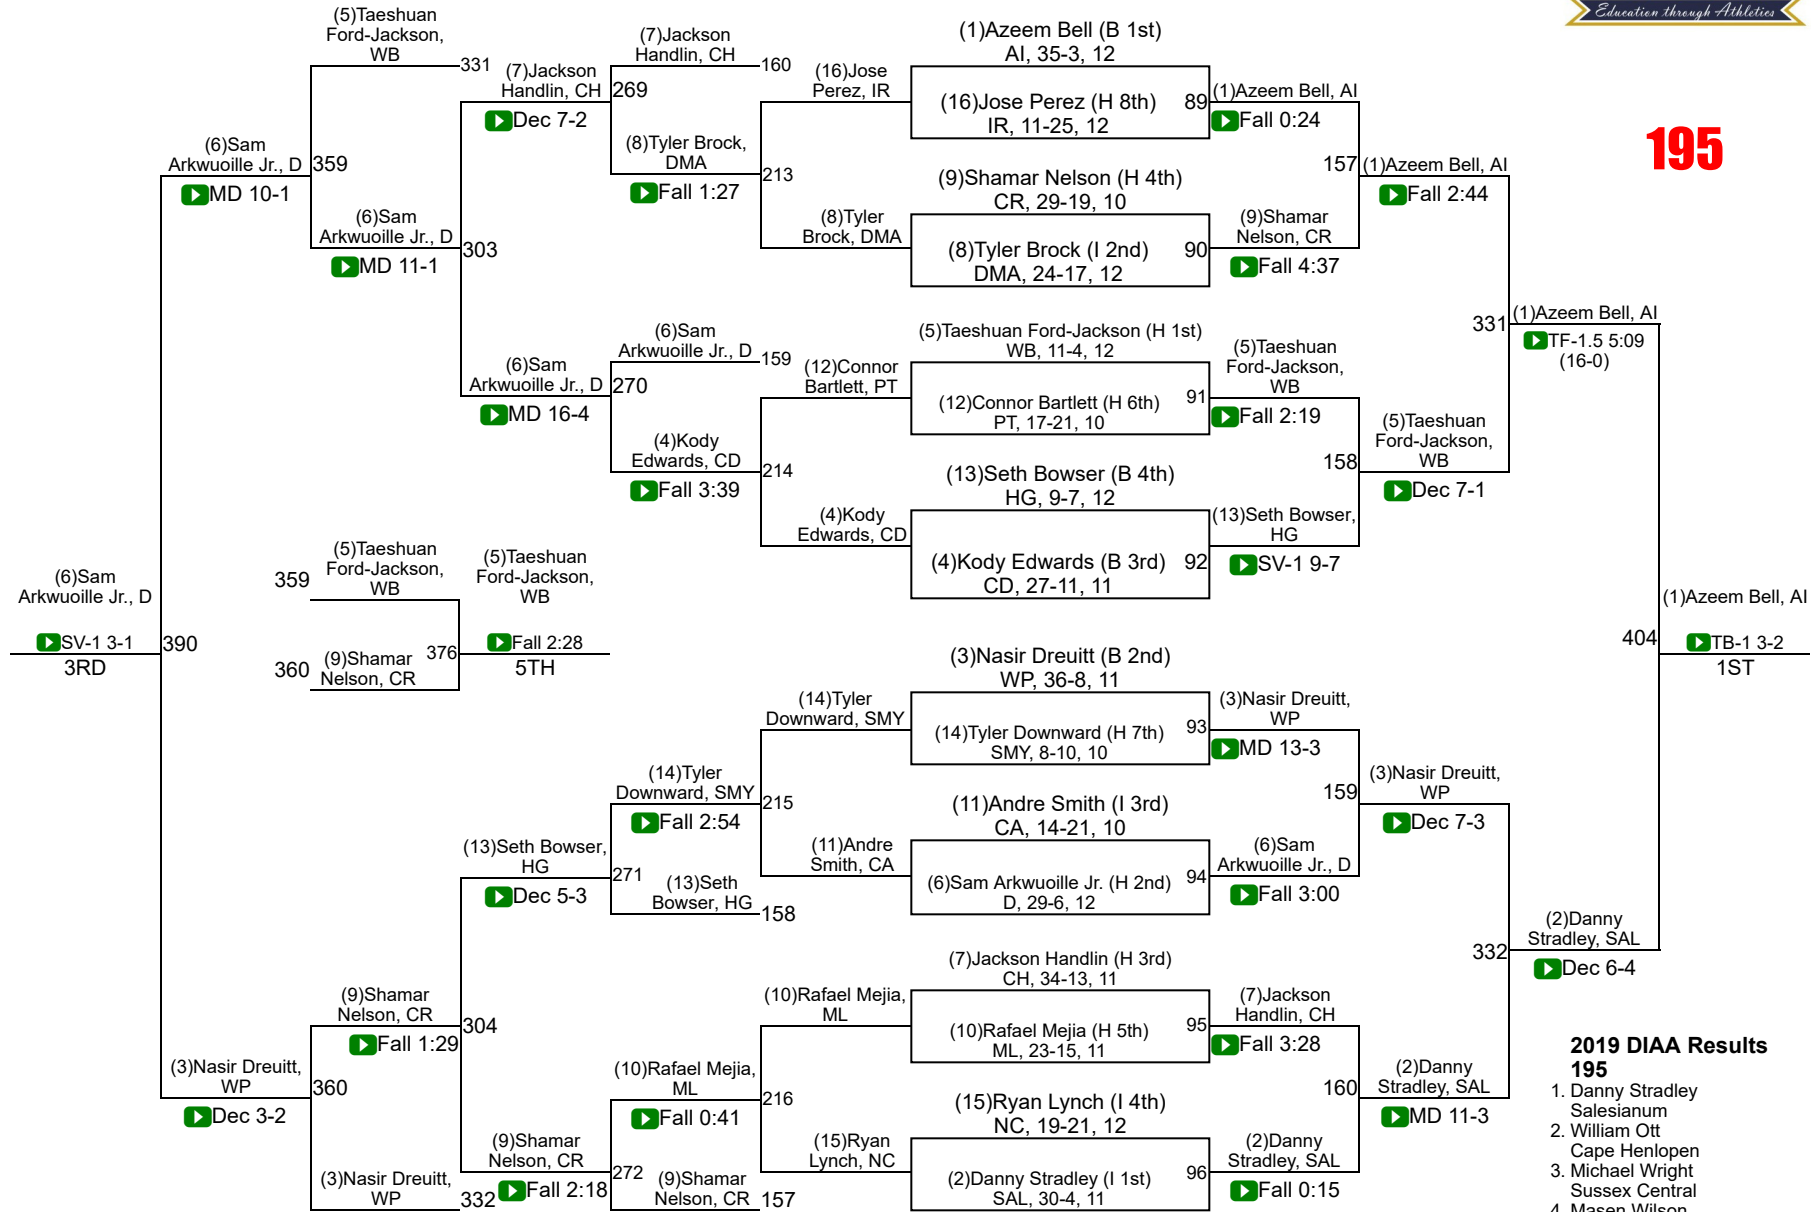 Education through Athletics
195
(5)Taeshuan
Ford-Jackson,
WB
331
(7)Jackson
Handlin, CH
Dec 7-2
(7)Jackson
Handlin, CH
160
269
(8)Tyler Brock,
DMA
Fall 1:27
(16)Jose
Perez, IR
213
(8)Tyler
Brock, DMA
(1)Azeem Bell (B 1st)
AI, 35-3, 12
(16)Jose Perez (H 8th)
IR, 11-25, 12
89
(1)Azeem Bell, AI
Fall 0:24
(9)Shamar Nelson (H 4th)
CR, 29-19, 10
(8)Tyler Brock (I 2nd)
DMA, 24-17, 12
90
(9)Shamar
Nelson, CR
Fall 4:37
157
(1)Azeem Bell, AI
Fall 2:44
(6)Sam
Arkwuoille Jr., D
MD 10-1
359
(6)Sam
Arkwuoille Jr., D
MD 11-1
303
(6)Sam
Arkwuoille Jr., D
MD 16-4
(6)Sam
Arkwuoille Jr., D
159
270
(4)Kody
Edwards, CD
Fall 3:39
(12)Connor
Bartlett, PT
214
(4)Kody
Edwards, CD
(5)Taeshuan Ford-Jackson (H 1st)
WB, 11-4, 12
(12)Connor Bartlett (H 6th)
PT, 17-21, 10
91
(5)Taeshuan
Ford-Jackson,
WB
Fall 2:19
(13)Seth Bowser (B 4th)
HG, 9-7, 12
(4)Kody Edwards (B 3rd)
CD, 27-11, 11
92
(13)Seth Bowser,
HG
SV-1 9-7
158
(5)Taeshuan
Ford-Jackson,
WB
Dec 7-1
331
(1)Azeem Bell, AI
TF-1.5 5:09
(16-0)
(6)Sam
Arkwuoille Jr., D
SV-1 3-1
3RD
390
359
(5)Taeshuan
Ford-Jackson,
WB
360
(9)Shamar
Nelson, CR
376
(5)Taeshuan
Ford-Jackson,
WB
Fall 2:28
5TH
404
(1)Azeem Bell, AI
TB-1 3-2
1ST
(3)Nasir Dreuitt (B 2nd)
WP, 36-8, 11
(14)Tyler Downward (H 7th)
SMY, 8-10, 10
93
(3)Nasir Dreuitt,
WP
MD 13-3
(14)Tyler
Downward, SMY
(14)Tyler
Downward, SMY
Fall 2:54
215
(11)Andre
Smith, CA
(11)Andre Smith (I 3rd)
CA, 14-21, 10
(6)Sam Arkwuoille Jr. (H 2nd)
D, 29-6, 12
94
(6)Sam
Arkwuoille Jr., D
Fall 3:00
159
(3)Nasir Dreuitt,
WP
Dec 7-3
(13)Seth Bowser,
HG
Dec 5-3
271
(13)Seth
Bowser, HG
158
(9)Shamar
Nelson, CR
Fall 1:29
304
(3)Nasir Dreuitt,
WP
Dec 3-2
360
(3)Nasir Dreuitt,
WP
332
(9)Shamar
Nelson, CR
Fall 2:18
272
(10)Rafael Mejia,
ML
Fall 0:41
(9)Shamar
Nelson, CR
157
(10)Rafael Mejia,
ML
216
(15)Ryan
Lynch, NC
(7)Jackson Handlin (H 3rd)
CH, 34-13, 11
(10)Rafael Mejia (H 5th)
ML, 23-15, 11
95
(7)Jackson
Handlin, CH
Fall 3:28
(15)Ryan Lynch (I 4th)
NC, 19-21, 12
(2)Danny Stradley (I 1st)
SAL, 30-4, 11
96
(2)Danny
Stradley, SAL
Fall 0:15
160
(2)Danny
Stradley, SAL
MD 11-3
332
(2)Danny
Stradley, SAL
Dec 6-4
2019 DIAA Results
195
1. Danny Stradley
Salesianum
2. William Ott
Cape Henlopen
3. Michael Wright
Sussex Central
4. Masen Wilson